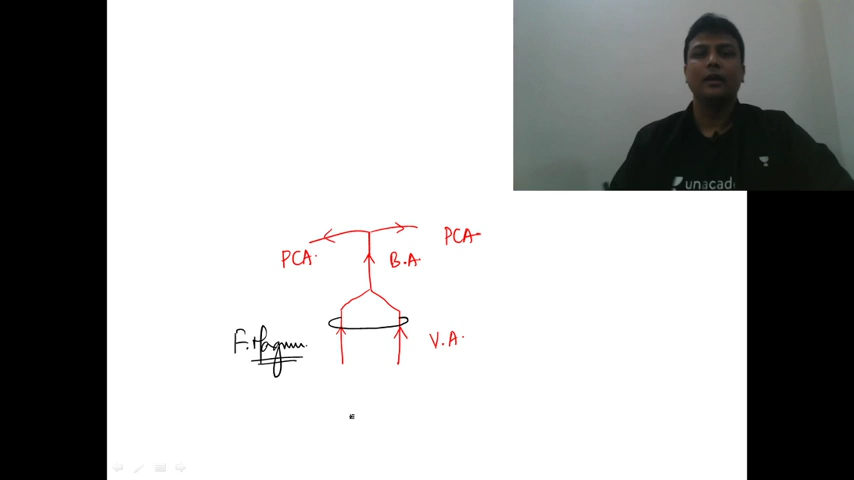 PCA-
PCA.
B.A.
F. Magnum.
V.A.
unacad